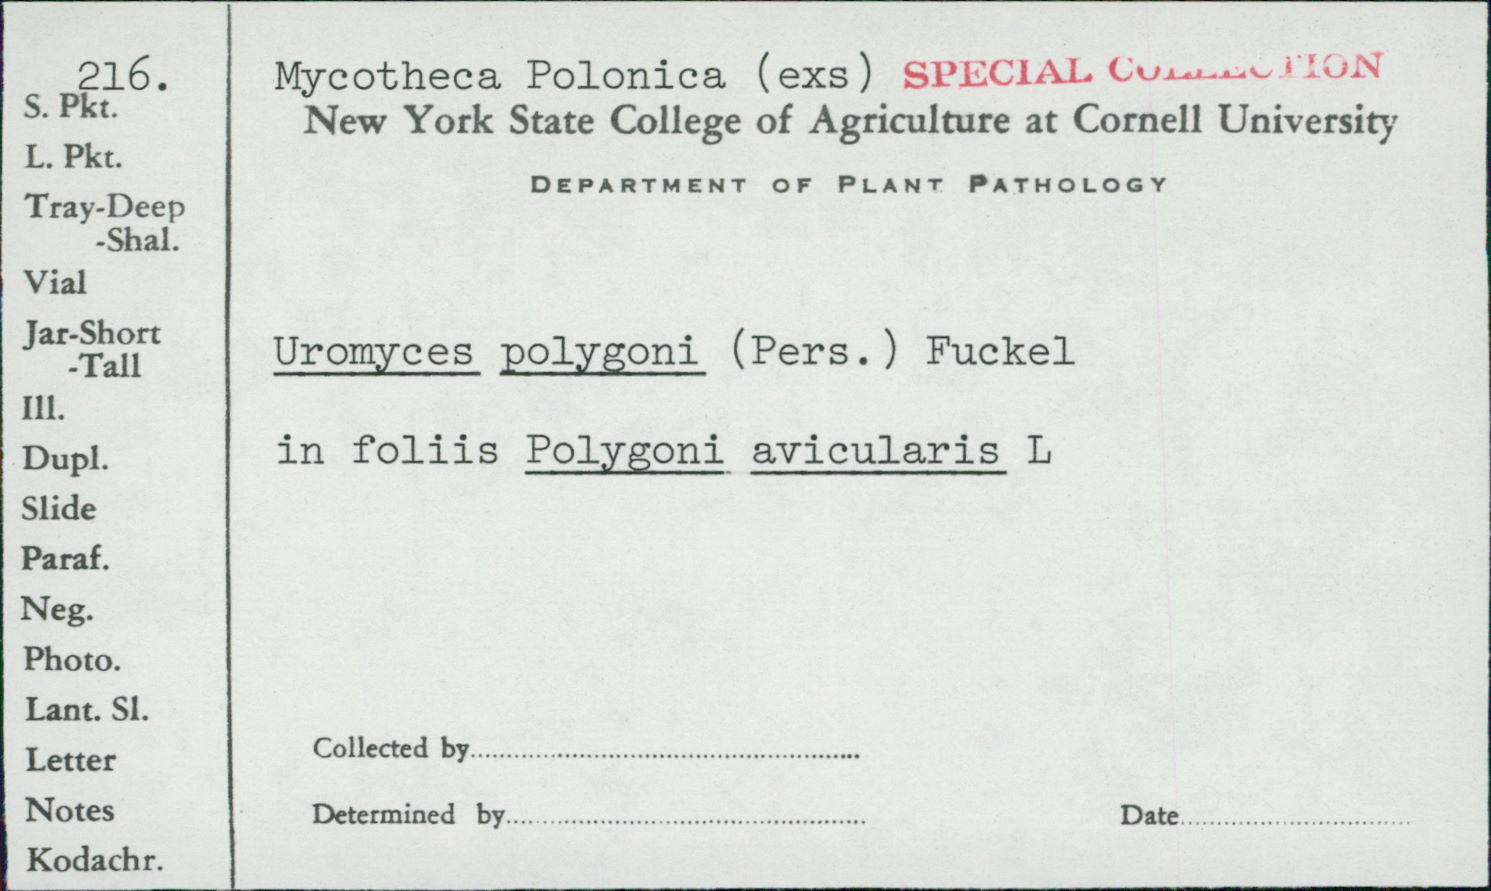 216.
S. Pkt.
L. Pkt.
Tray-Deep
-Shal.
Vial
Jar-Short
-Tall
Ill.
Dupl.
Slide
Paraf.
Neg.
Photo.
Lant. Sl.
Letter
Notes
Kodachr.
Mycotheca Polonica (exs) SPECIAL COLLECTION
New York State College of Agriculture at Cornell University
DEPARTMENT OF PLANT PATHOLOGY
Uromyces polygoni (Pers.) Fuckel
in foliis Polygoni avicularis L
Collected by
Determined by
Date